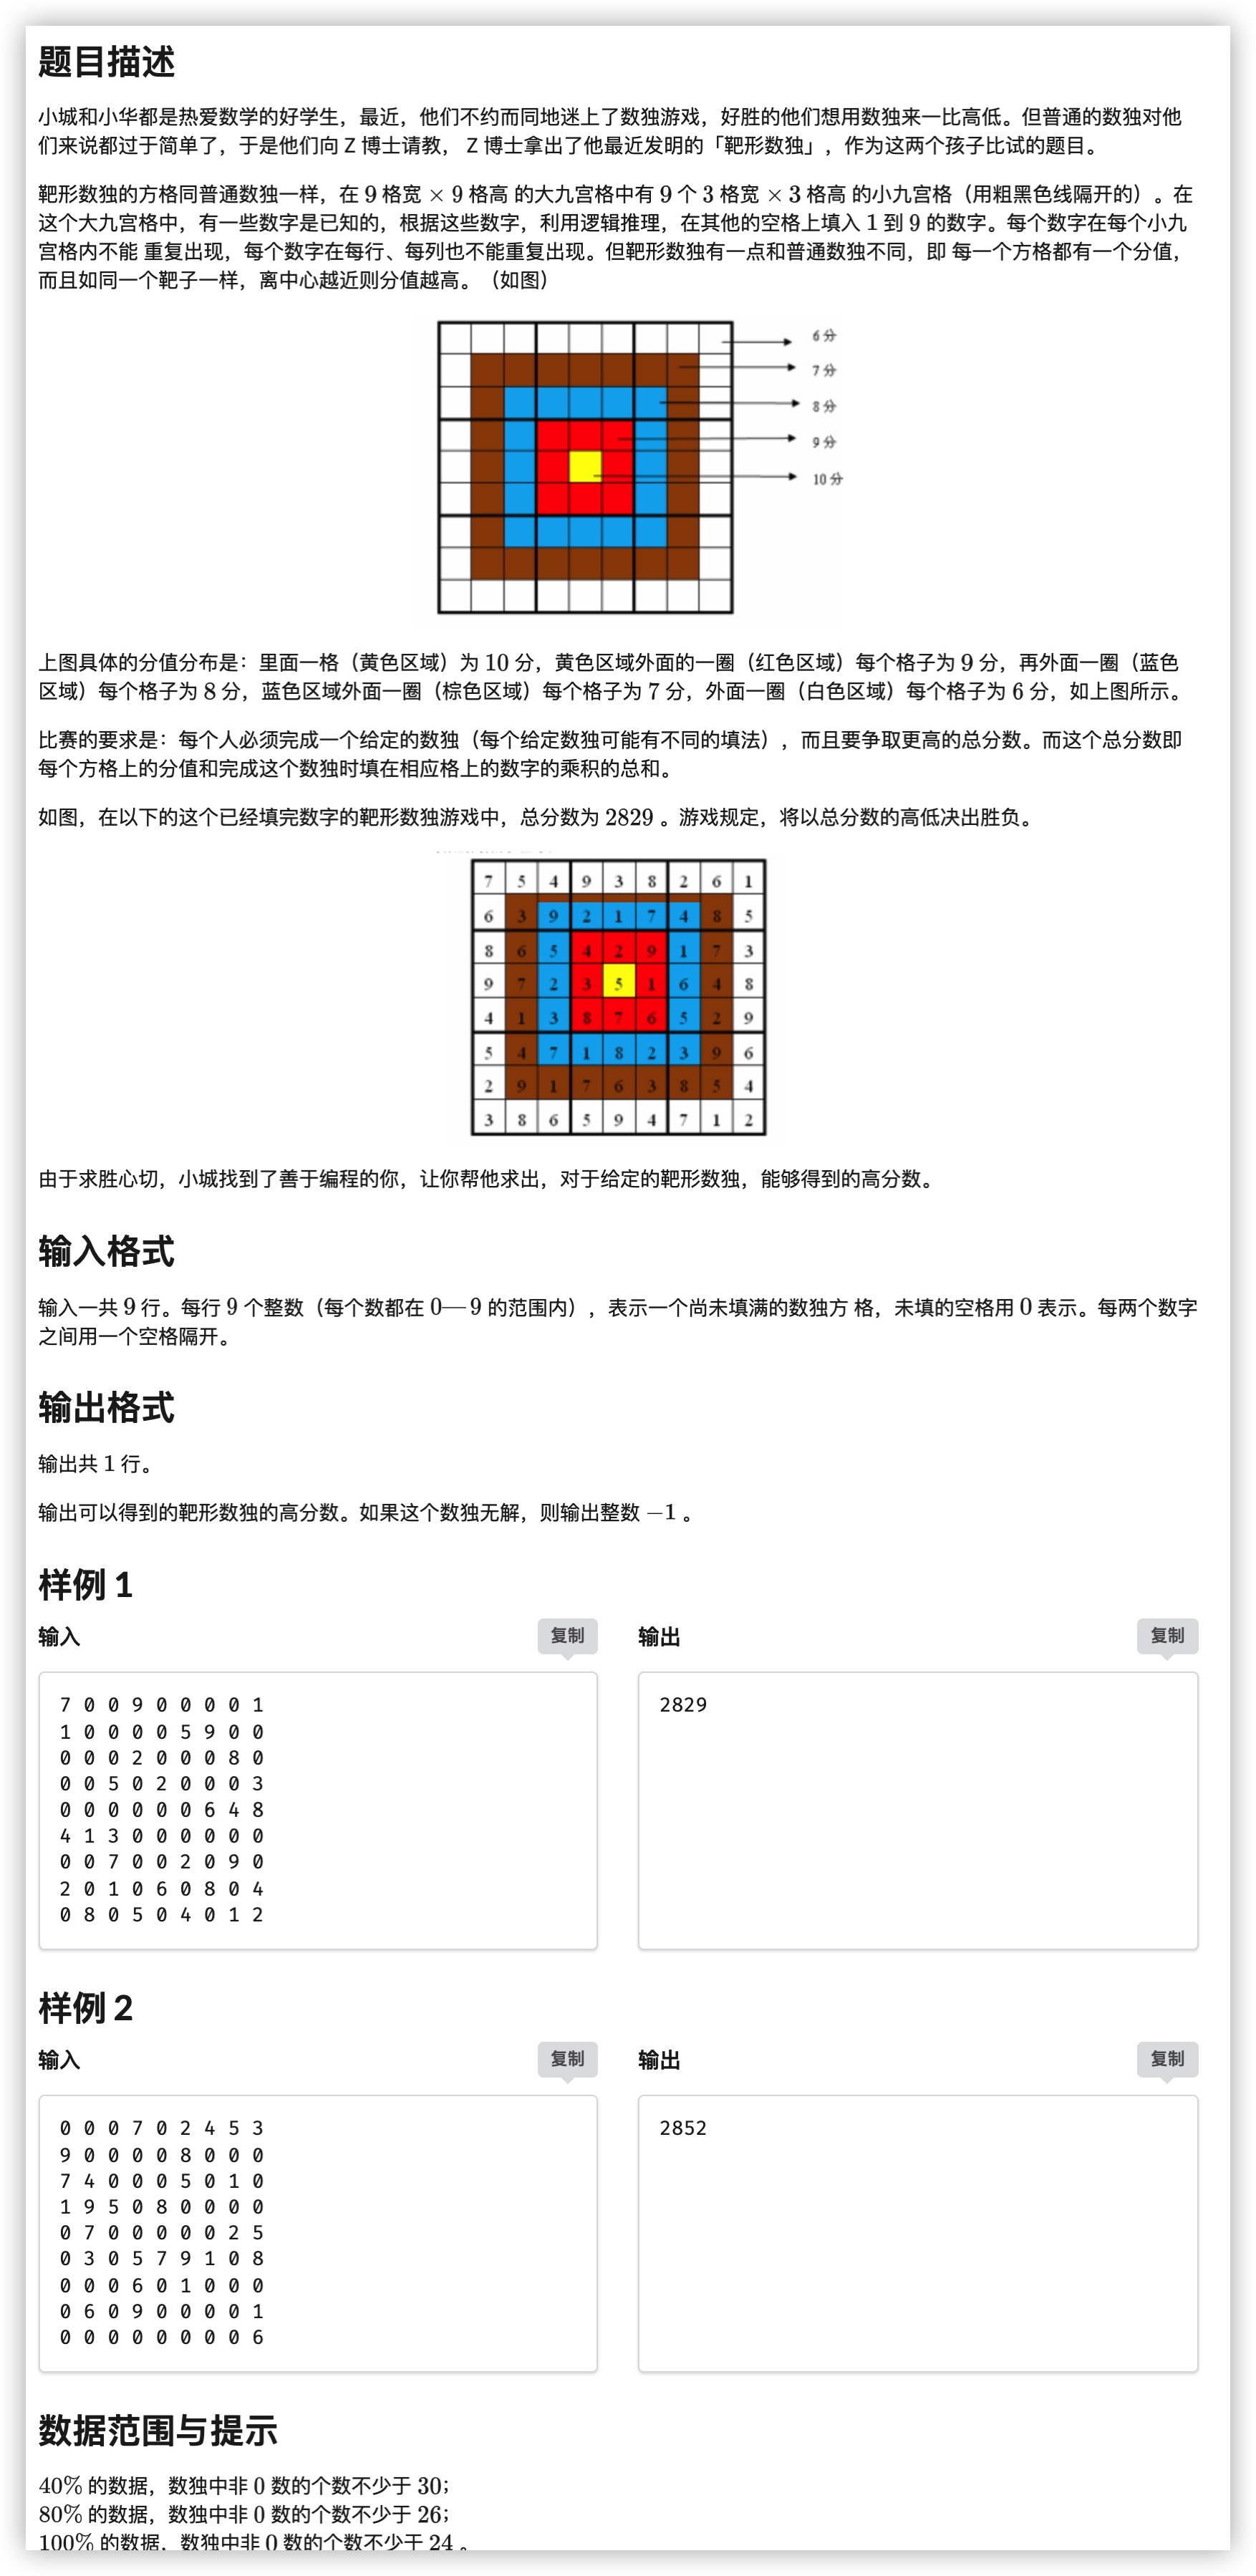 题目描述
小城和小华都是热爱数学的好学生，最近，他们不约而同地迷上了数独游戏，好胜的他们想用数独来一比高低。但普通的数独对他
们来说都过于简单了，于是他们向 Z 博士请教， Z 博士拿出了他最近发明的「靶形数独」，作为这两个孩子比试的题目。
靶形数独的方格同普通数独一样，在 9 格宽 × 9 格高 的大九宫格中有 9 个 3 格宽 × 3 格高 的小九宫格（用粗黑色线隔开的）。在
这个大九宫格中，有一些数字是已知的，根据这些数字，利用逻辑推理，在其他的空格上填入 1 到 9 的数字。每个数字在每个小九
宫格内不能 重复出现，每个数字在每行、每列也不能重复出现。但靶形数独有一点和普通数独不同，即 每一个方格都有一个分值，
而且如同一个靶子一样，离中心越近则分值越高。（如图）
6 分
7 分
8 分
9 分
10 分
上图具体的分值分布是：里面一格（黄色区域）为 10 分，黄色区域外面的一圈（红色区域）每个格子为 9 分，再外面一圈（蓝色
区域）每个格子为 8 分，蓝色区域外面一圈（棕色区域）每个格子为 7 分，外面一圈（白色区域）每个格子为 6 分，如上图所示。
比赛的要求是：每个人必须完成一个给定的数独（每个给定数独可能有不同的填法），而且要争取更高的总分数。而这个总分数即
每个方格上的分值和完成这个数独时填在相应格上的数字的乘积的总和。
如图，在以下的这个已经填完数字的靶形数独游戏中，总分数为 2829 。游戏规定，将以总分数的高低决出胜负。
7 5 4 9 3 8 2 6 1
6 3 9 2 1 7 4 8 5
8 6 5 4 2 9 1 7 3
9 7 2 3 5 1 6 4 8
4 1 3 8 7 6 5 2 9
5 4 7 1 8 2 3 9 6
2 9 1 7 6 3 8 5 4
3 8 6 5 9 4 7 1 2
由于求胜心切，小城找到了善于编程的你，让你帮他求出，对于给定的靶形数独，能够得到的高分数。
输入格式
输入一共 9 行。每行 9 个整数（每个数都在 0—9 的范围内），表示一个尚未填满的数独方 格，未填的空格用 0 表示。每两个数字
之间用一个空格隔开。
输出格式
输出共 1 行。
输出可以得到的靶形数独的高分数。如果这个数独无解，则输出整数 −1 。
样例 1
输入 复制
7 0 0 9 0 0 0 0 1
1 0 0 0 0 5 9 0 0
0 0 0 2 0 0 0 8 0
0 0 5 0 2 0 0 0 3
0 0 0 0 0 0 6 4 8
4 1 3 0 0 0 0 0 0
0 0 7 0 0 2 0 9 0
2 0 1 0 6 0 8 0 4
0 8 0 5 0 4 0 1 2
输出 复制
2829
样例 2
输入 复制
0 0 0 7 0 2 4 5 3
9 0 0 0 0 8 0 0 0
7 4 0 0 0 5 0 1 0
1 9 5 0 8 0 0 0 0
0 7 0 0 0 0 0 2 5
0 3 0 5 7 9 1 0 8
0 0 0 6 0 1 0 0 0
0 6 0 9 0 0 0 0 1
0 0 0 0 0 0 0 0 6
输出 复制
2852
数据范围与提示
40% 的数据，数独中非 0 数的个数不少于 30；
80% 的数据，数独中非 0 数的个数不少于 26；
100% 的数据，数独中非 0 数的个数不少于 24 。